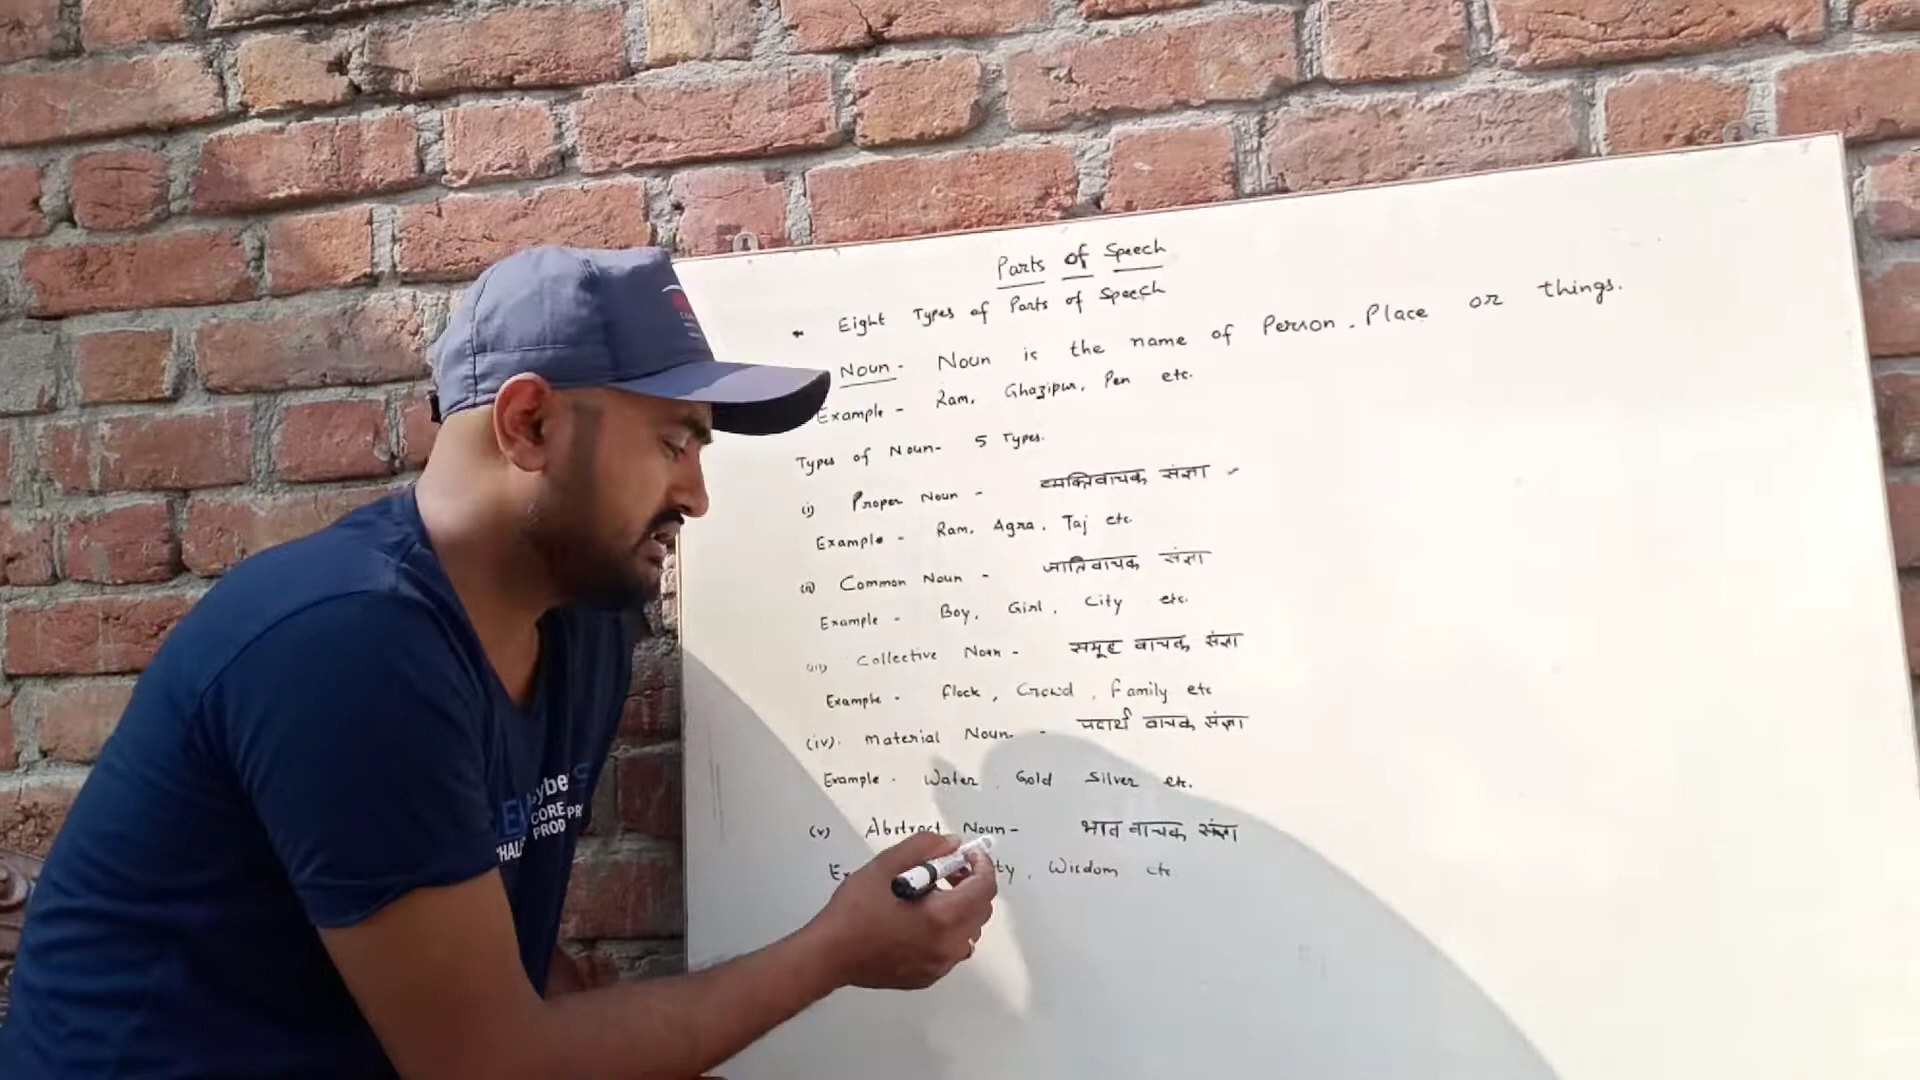 Parts of Speech
* Eight Types of Parts of Speech
Noun - Noun is the name of Person. Place or things.
Example - Ram, Ghazipur, Pen etc.
Types of Noun- 5 Types.
(i) Proper Noun - व्यक्तिवाचक संज्ञा
Example - Ram, Agra, Taj etc.
(ii) Common Noun - जातिवाचक संज्ञा
Example - Boy, Girl, City etc.
(iii) Collective Noun - समूह वाचक संज्ञा
Example - flock, Crowd, family etc
(iv). Material Noun - पदार्थ वाचक संज्ञा
Example - Water, Gold Silver etc.
(v) Abstract Noun - भाव वाचक संज्ञा
Wisdom etc.
CORE
PROD